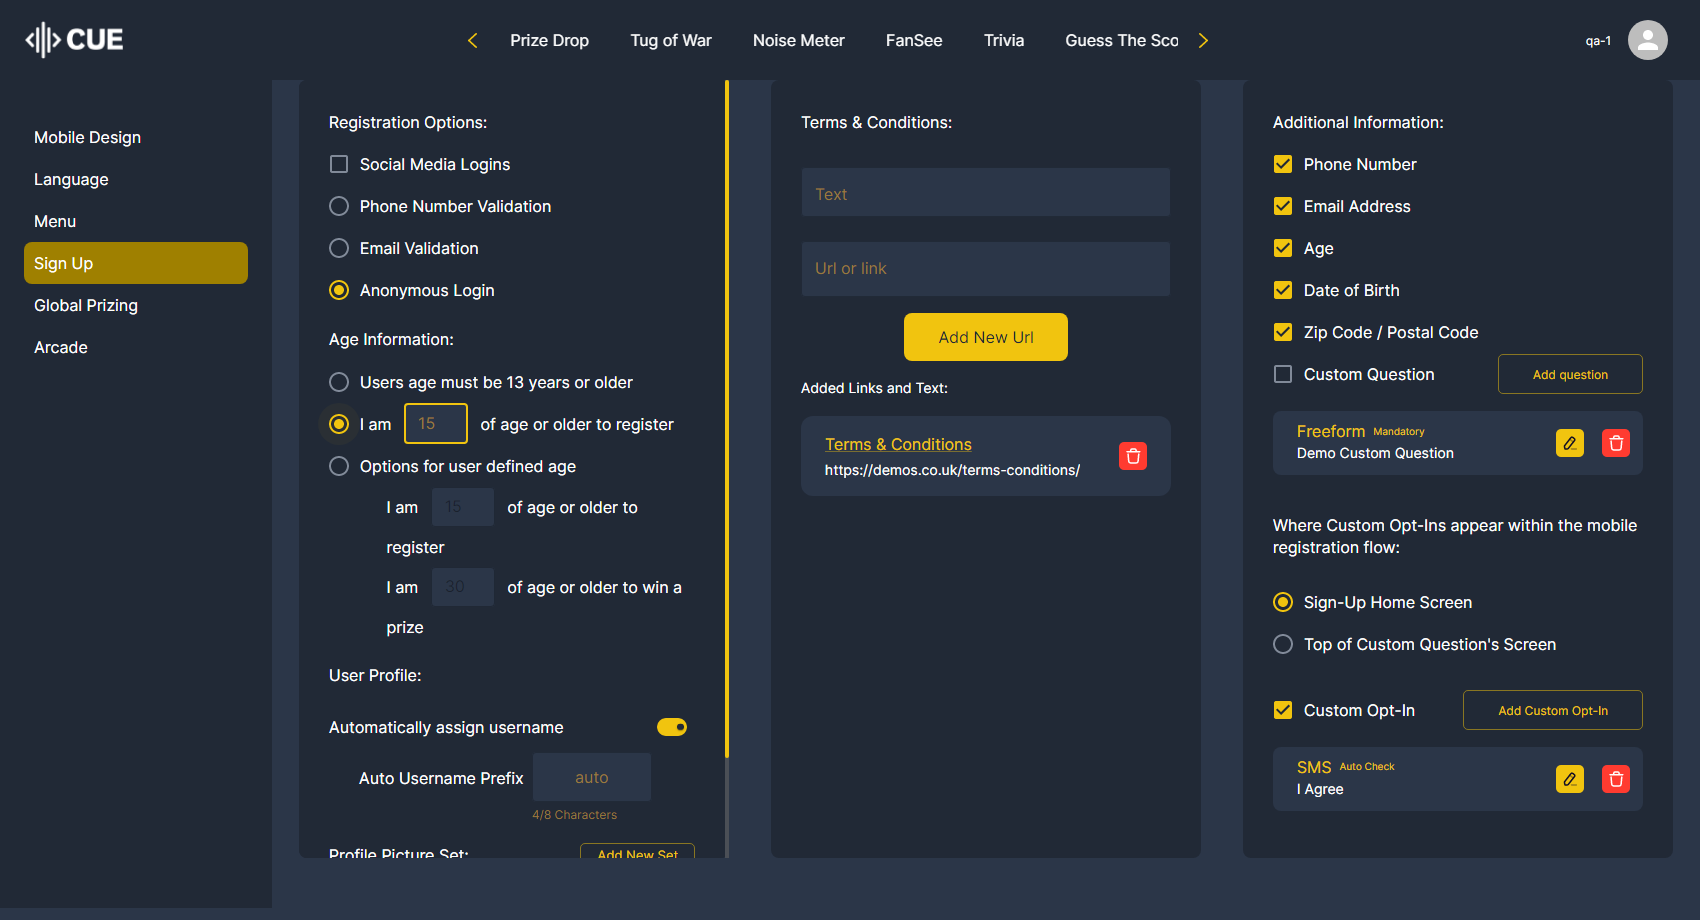 CUE
Prize Drop
Tug of War
Noise Meter
FanSee
Trivia
Guess The Sco
qa-1
Mobile Design
Language
Menu
Sign Up
Global Prizing
Arcade
Registration Options:
Social Media Logins
Phone Number Validation
Email Validation
Anonymous Login
Age Information:
Users age must be 13 years or older
I am 15 of age or older to register
Options for user defined age
I am 15 of age or older to
register
I am 30 of age or older to win a
prize
User Profile:
Automatically assign username
Auto Username Prefix auto
4/8 Characters
Profile Picture Set: Add New Set
Terms & Conditions:
Text
Url or link
Add New Url
Added Links and Text:
Terms & Conditions
https://demos.co.uk/terms-conditions/
Additional Information:
Phone Number
Email Address
Age
Date of Birth
Zip Code / Postal Code
Custom Question Add question
Freeform Mandatory
Demo Custom Question
Where Custom Opt-Ins appear within the mobile
registration flow:
Sign-Up Home Screen
Top of Custom Question's Screen
Custom Opt-In Add Custom Opt-In
SMS Auto Check
I Agree